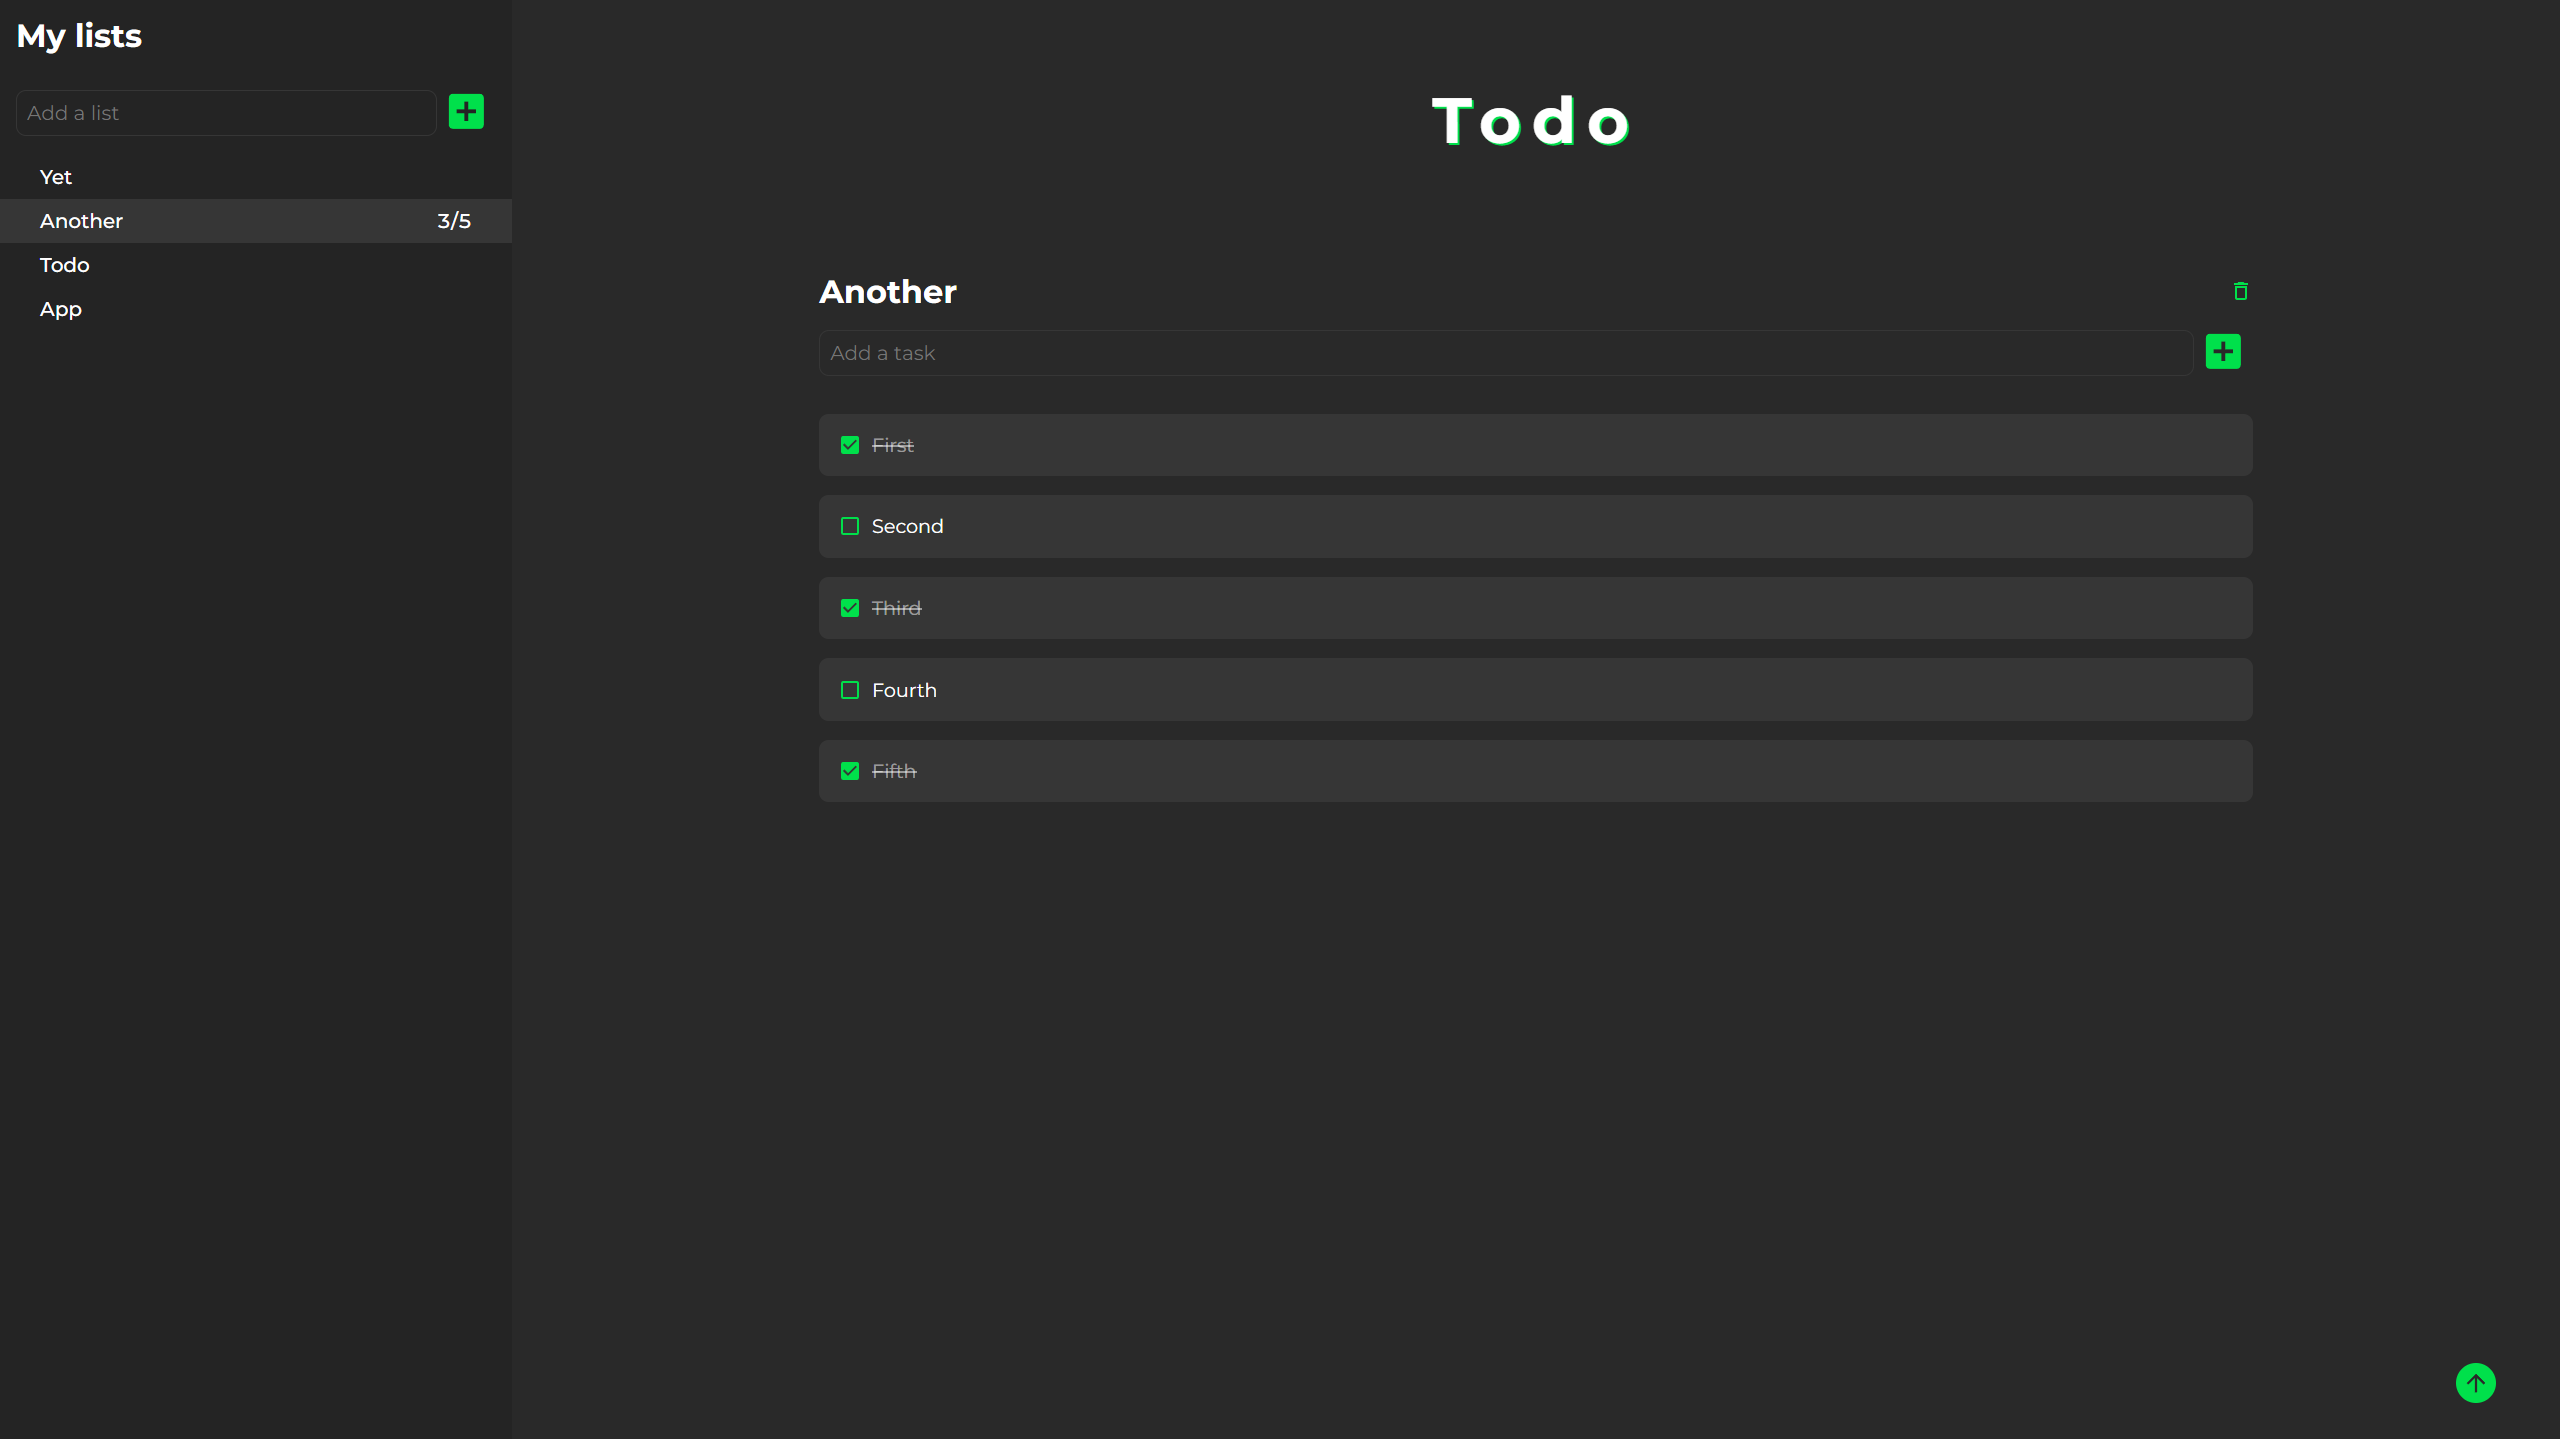 My lists
Add a list
Yet
Another 3/5
Todo
App
Todo
Another
Add a task
First
Second
Third
Fourth
Fifth